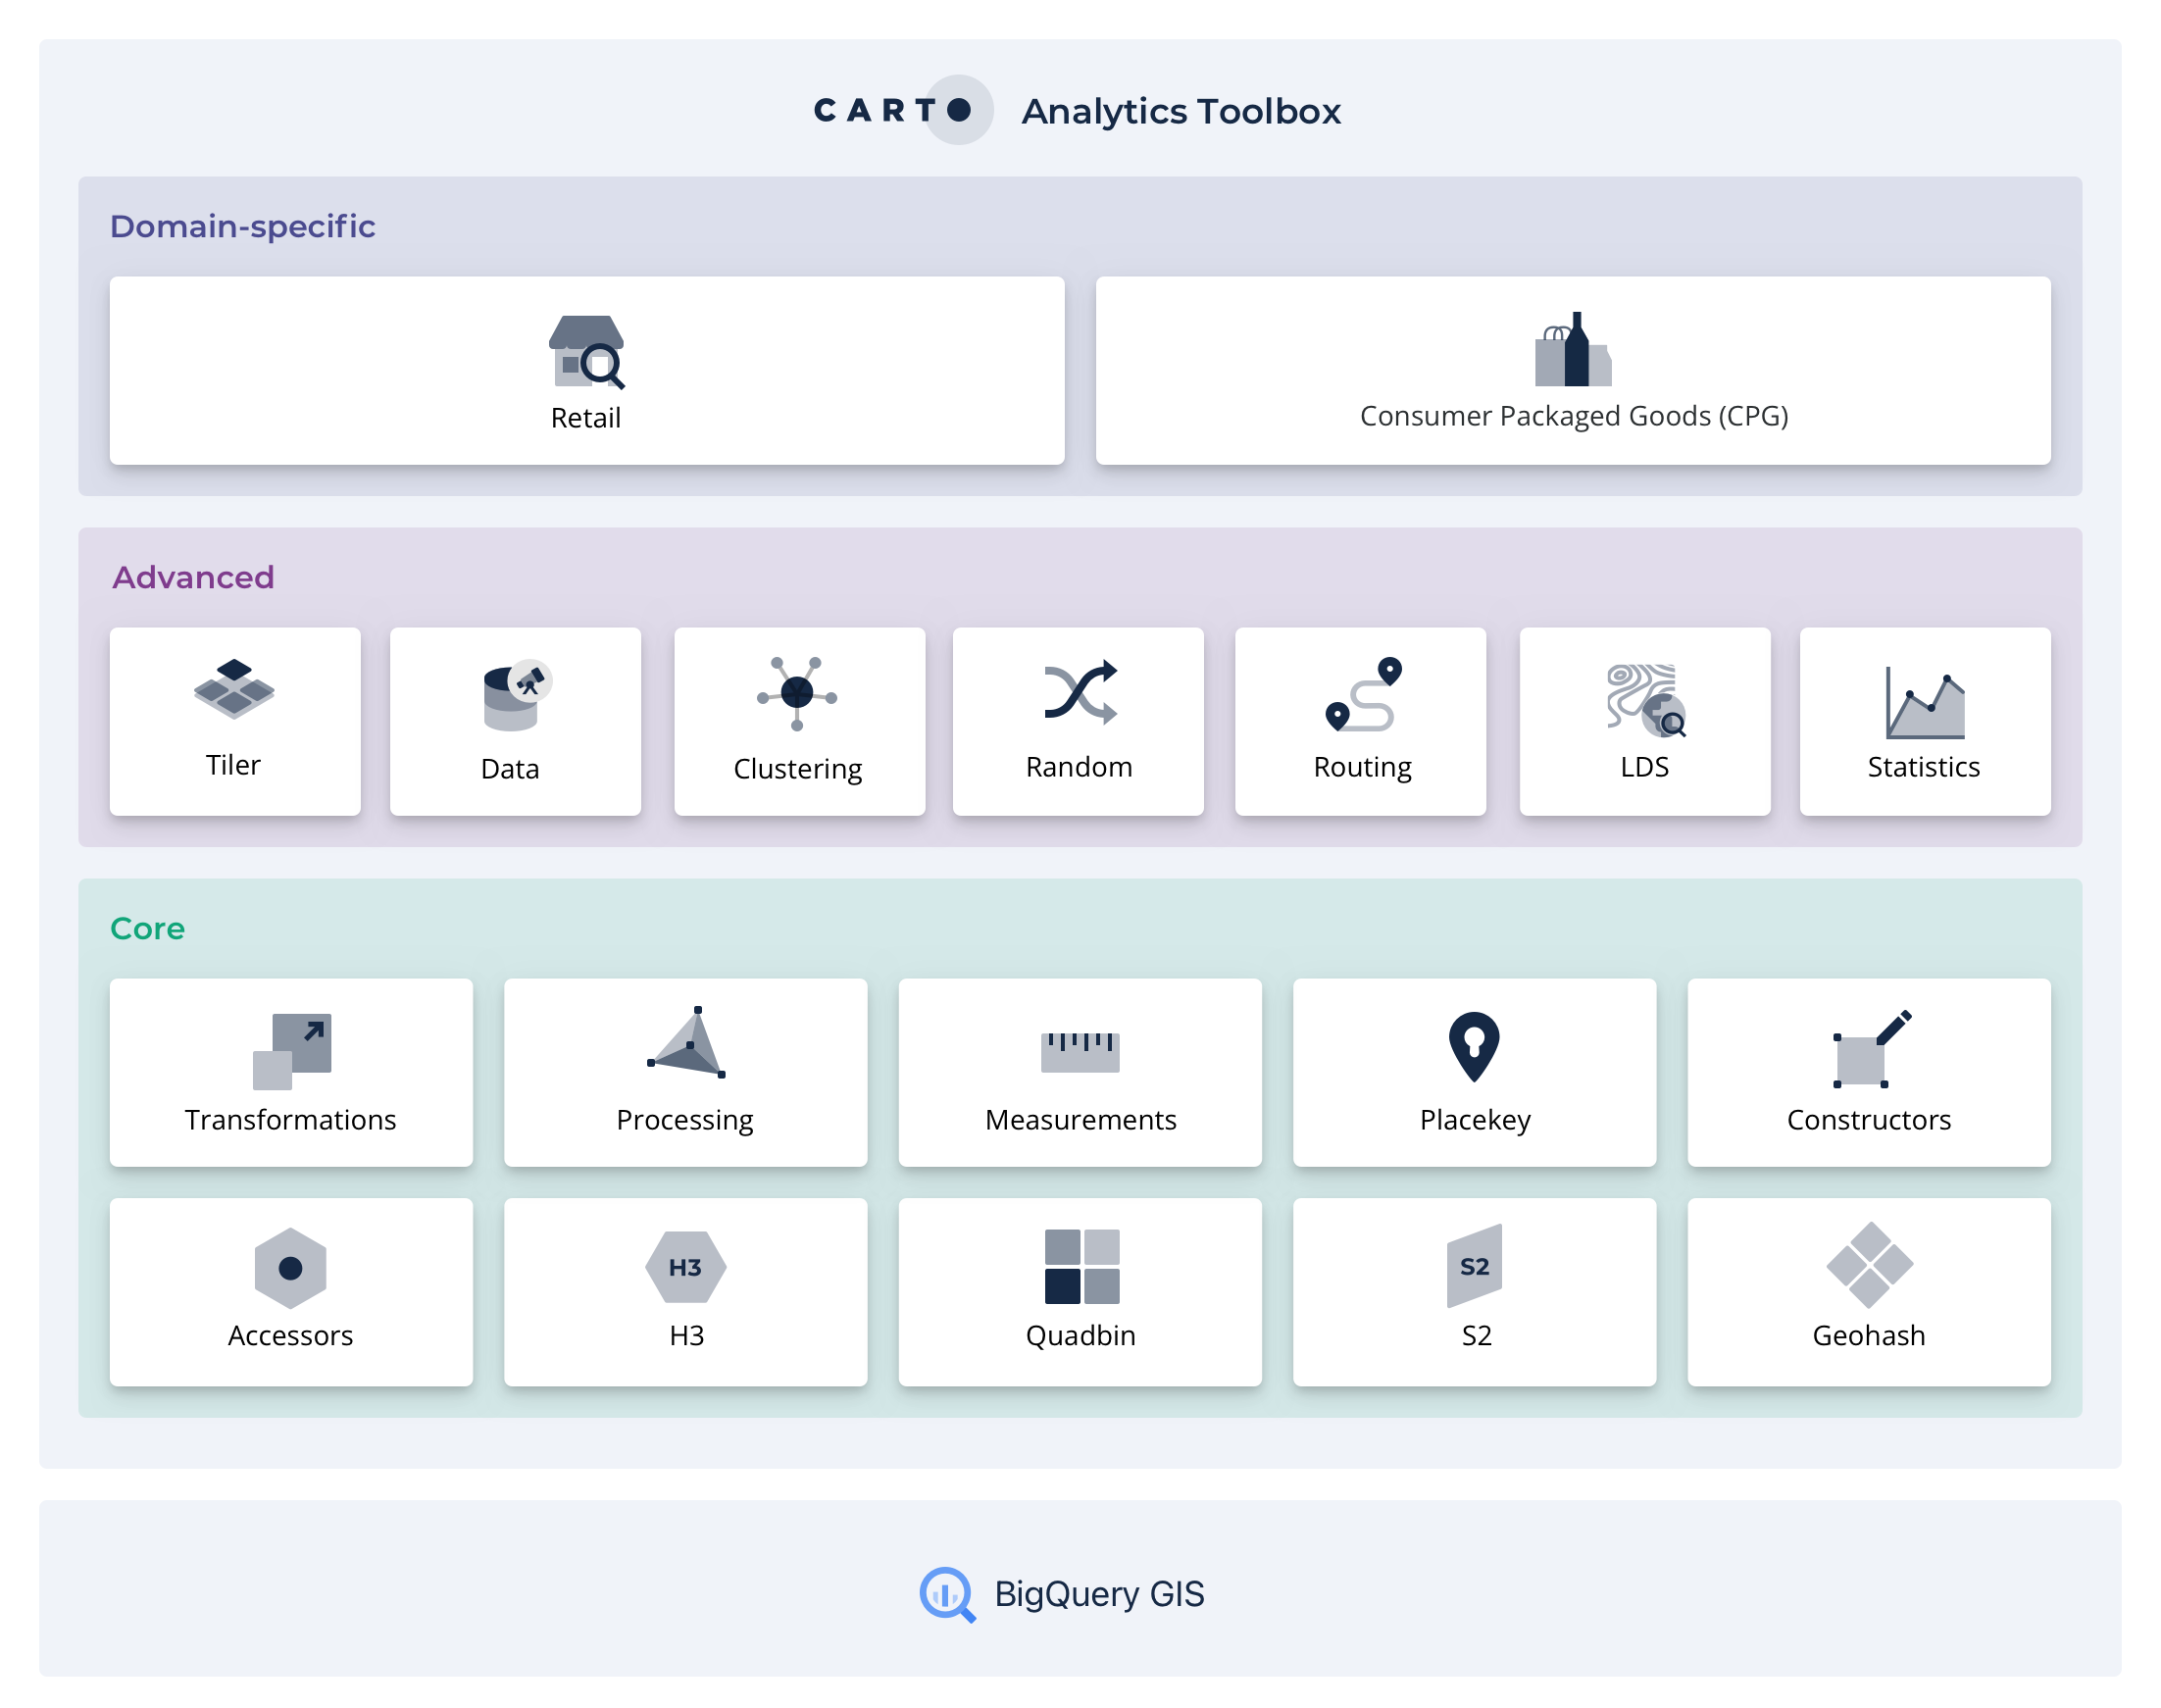 CARTO Analytics Toolbox
Domain-specific
Retail
Consumer Packaged Goods (CPG)
Advanced
Tiler
Data
Clustering
Random
Routing
LDS
Statistics
Core
Transformations
Processing
Measurements
Placekey
Constructors
H3
S2
Accessors
H3
Quadbin
S2
Geohash
BigQuery GIS